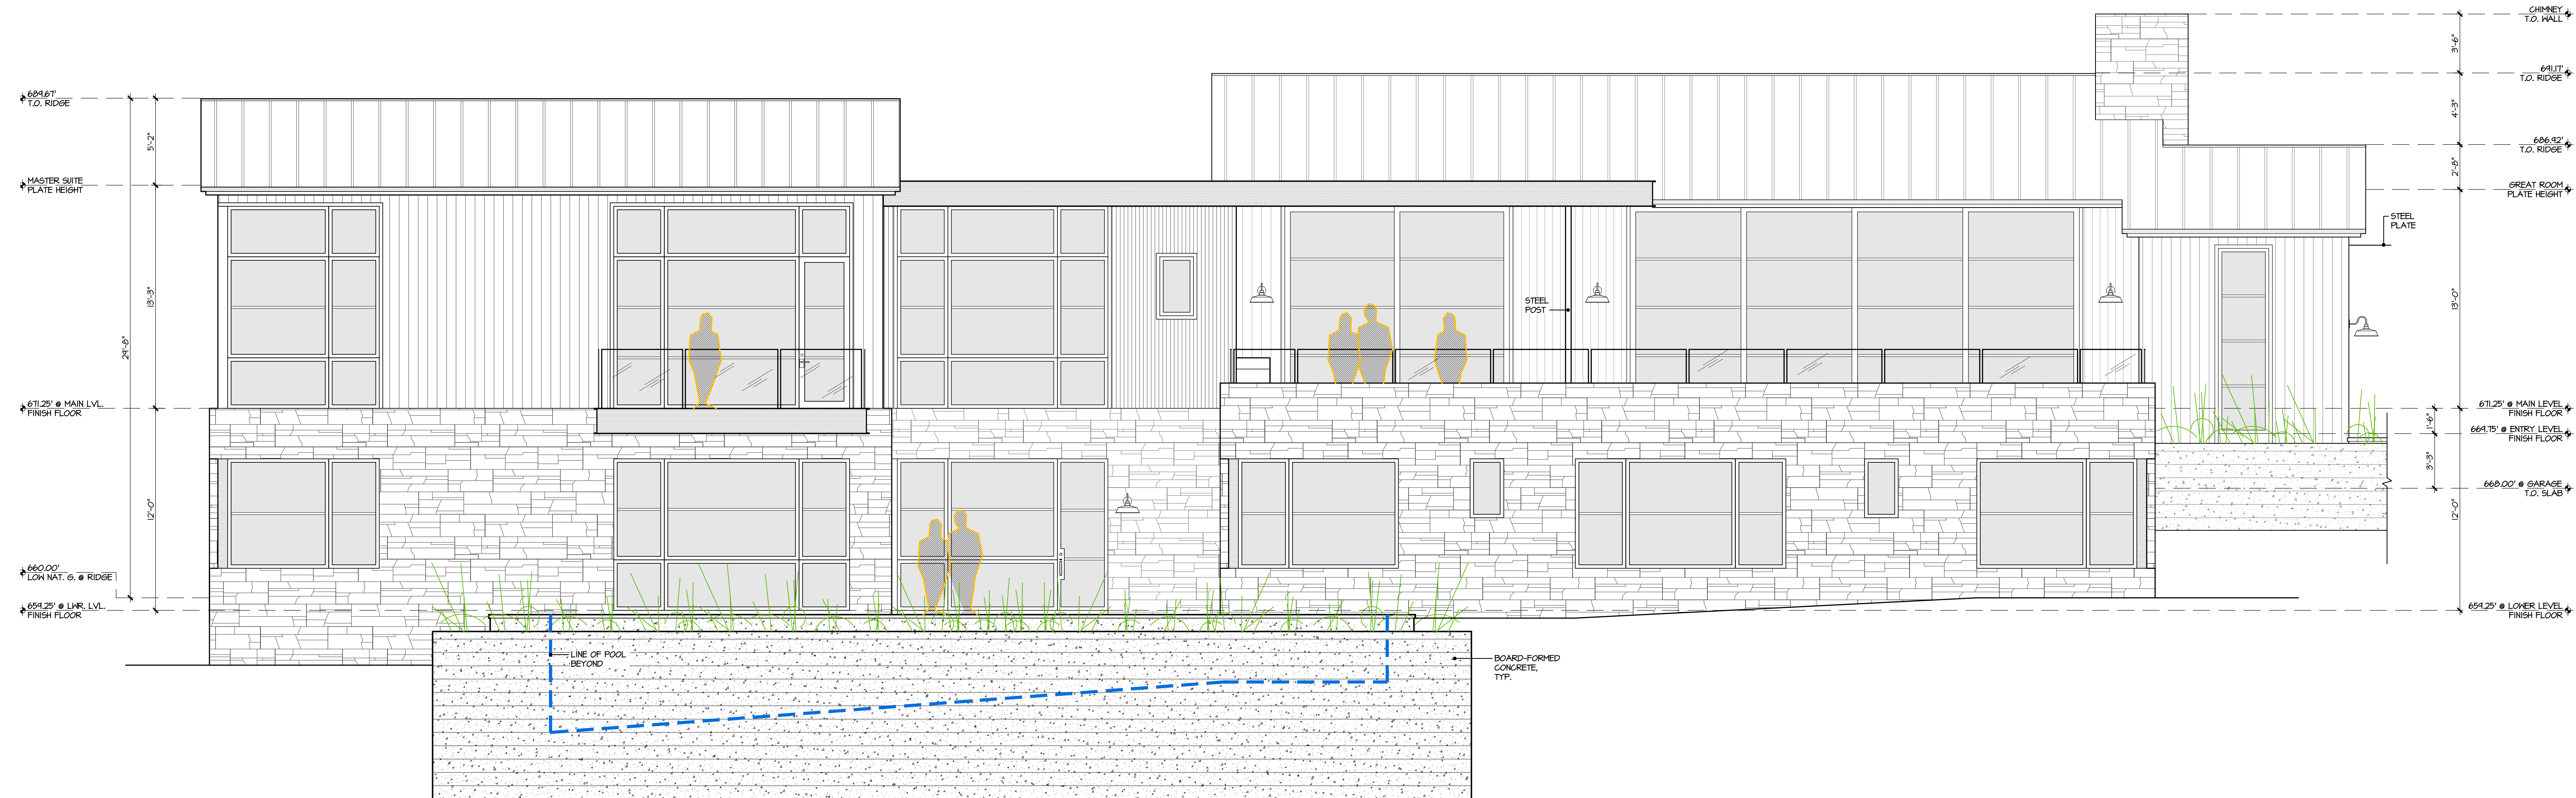 CHIMNEY
T.O. WALL
3'-6"
691.17'
T.O. RIDGE
689.67'
T.O. RIDGE
4'-3"
5'-2"
686.92'
T.O. RIDGE
2'-8"
MASTER SUITE
PLATE HEIGHT
GREAT ROOM
PLATE HEIGHT
STEEL
PLATE
13'-3"
13'-0"
STEEL
POST
29'-8"
671.25' @ MAIN LVL.
FINISH FLOOR
671.25' @ MAIN LEVEL
FINISH FLOOR
1'-6"
669.75' @ ENTRY LEVEL
FINISH FLOOR
3'-3"
668.00' @ GARAGE
T.O. SLAB
12'-0"
12'-0"
660.00'
LOW NAT. G. @ RIDGE
659.25' @ LWR. LVL.
FINISH FLOOR
659.25' @ LOWER LEVEL
FINISH FLOOR
LINE OF POOL
BEYOND
BOARD-FORMED
CONCRETE,
TYP.